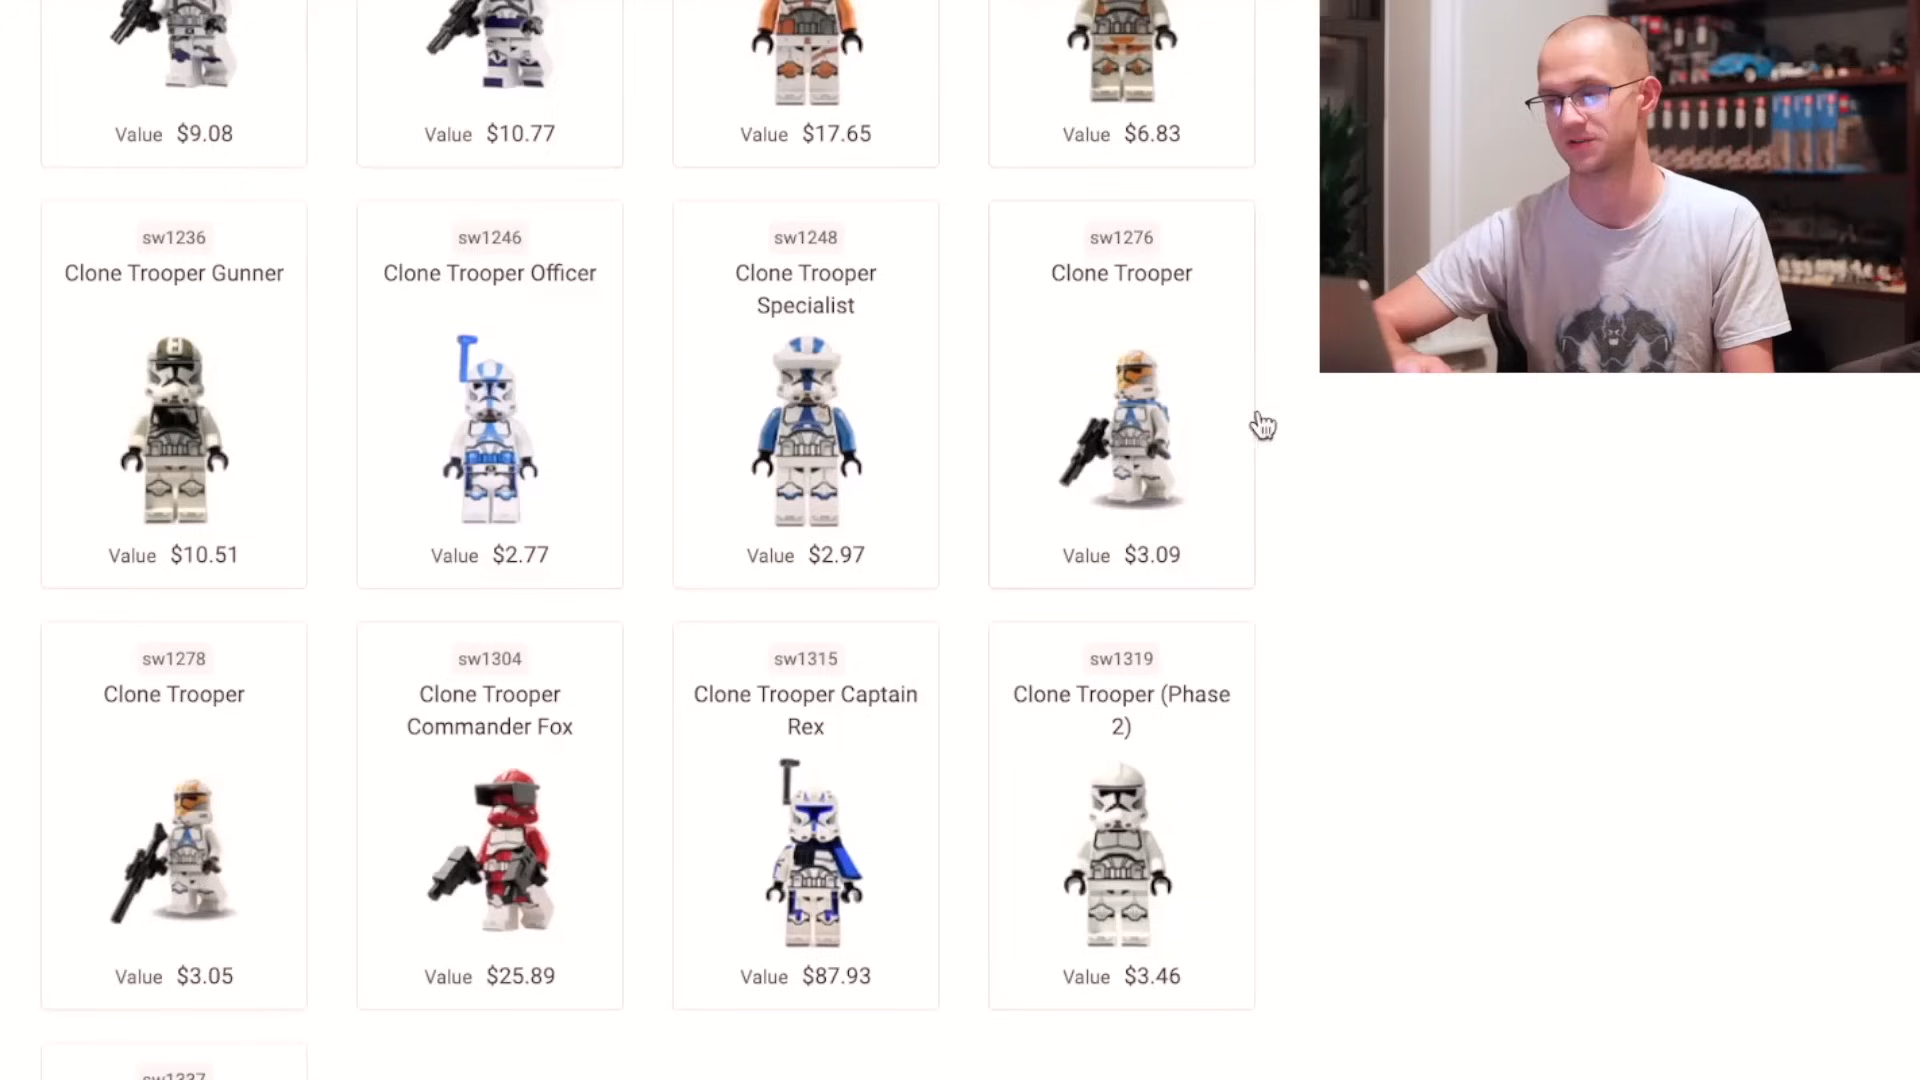 Value $9.08
Value $10.77
Value $17.65
Value $6.83
sw1236
Clone Trooper Gunner
Value $10.51
sw1246
Clone Trooper Officer
Value $2.77
sw1248
Clone Trooper
Specialist
Value $2.97
sw1276
Clone Trooper
Value $3.09
sw1278
Clone Trooper
Value $3.05
sw1304
Clone Trooper
Commander Fox
Value $25.89
sw1315
Clone Trooper Captain
Rex
Value $87.93
sw1319
Clone Trooper (Phase
2)
Value $3.46
sw1337